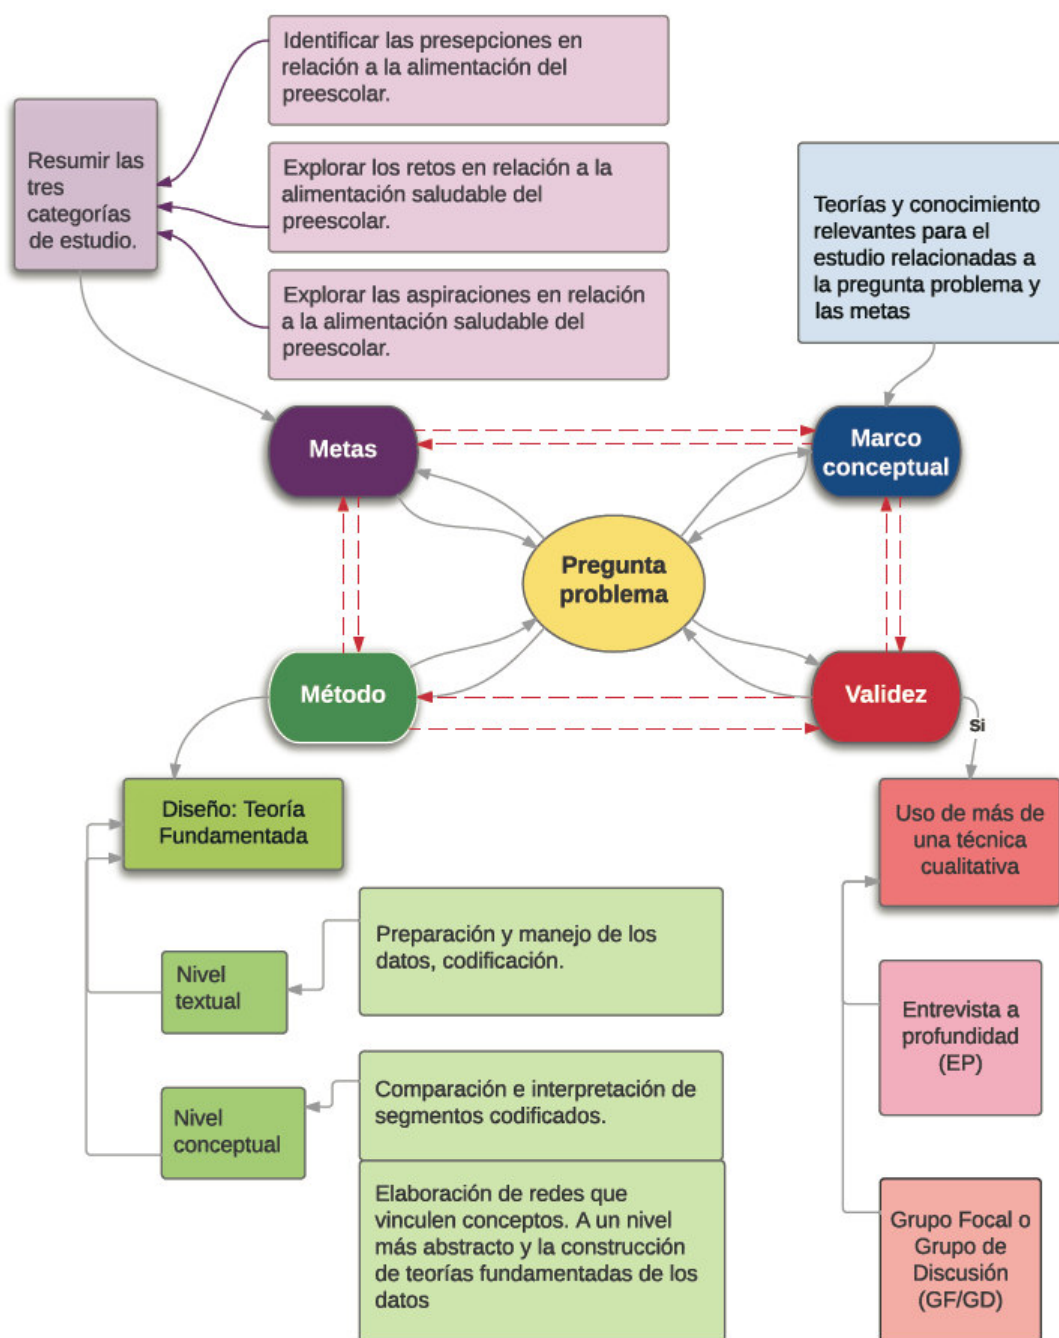 Identificar las presepciones en
relación a la alimentación del
preescolar.
Resumir las
tres
categorías
de estudio.
Explorar los retos en relación a la
alimentación saludable del
preescolar.
Explorar las aspiraciones en relación
a la alimentación saludable del
preescolar.
Teorías y conocimiento
relevantes para el
estudio relacionadas a
la pregunta problema y
las metas
Metas
Marco
conceptual
Pregunta
problema
Método
Validez
Si
Diseño: Teoría
Fundamentada
Uso de más de
una técnica
cualitativa
Preparación y manejo de los
datos, codificación.
Nivel
textual
Entrevista a
profundidad
(EP)
Comparación e interpretación de
segmentos codificados.
Nivel
conceptual
Elaboración de redes que
vinculen conceptos. A un nivel
más abstracto y la construcción
de teorías fundamentadas de los
datos
Grupo Focal o
Grupo de
Discusión
(GF/GD)